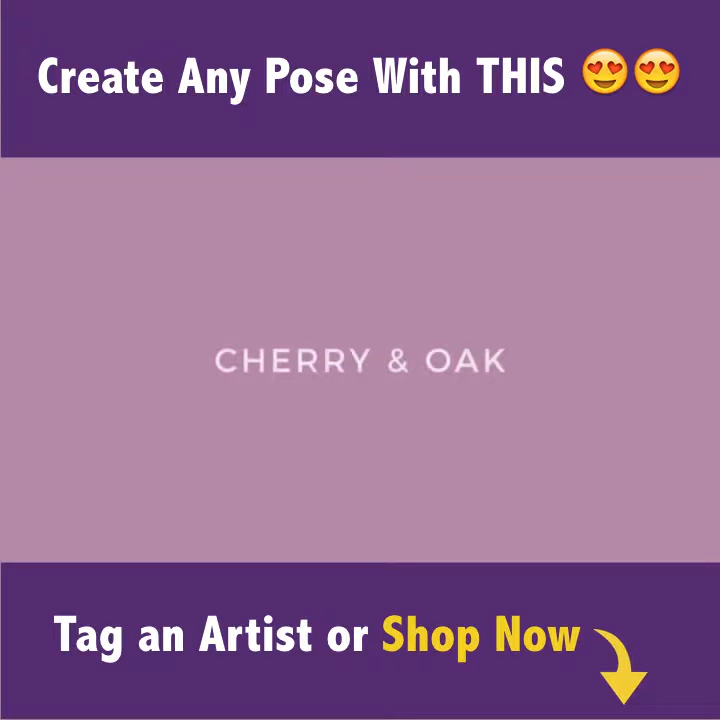 Create Any Pose With THIS 😍😍
CHERRY & OAK
Tag an Artist or Shop Now